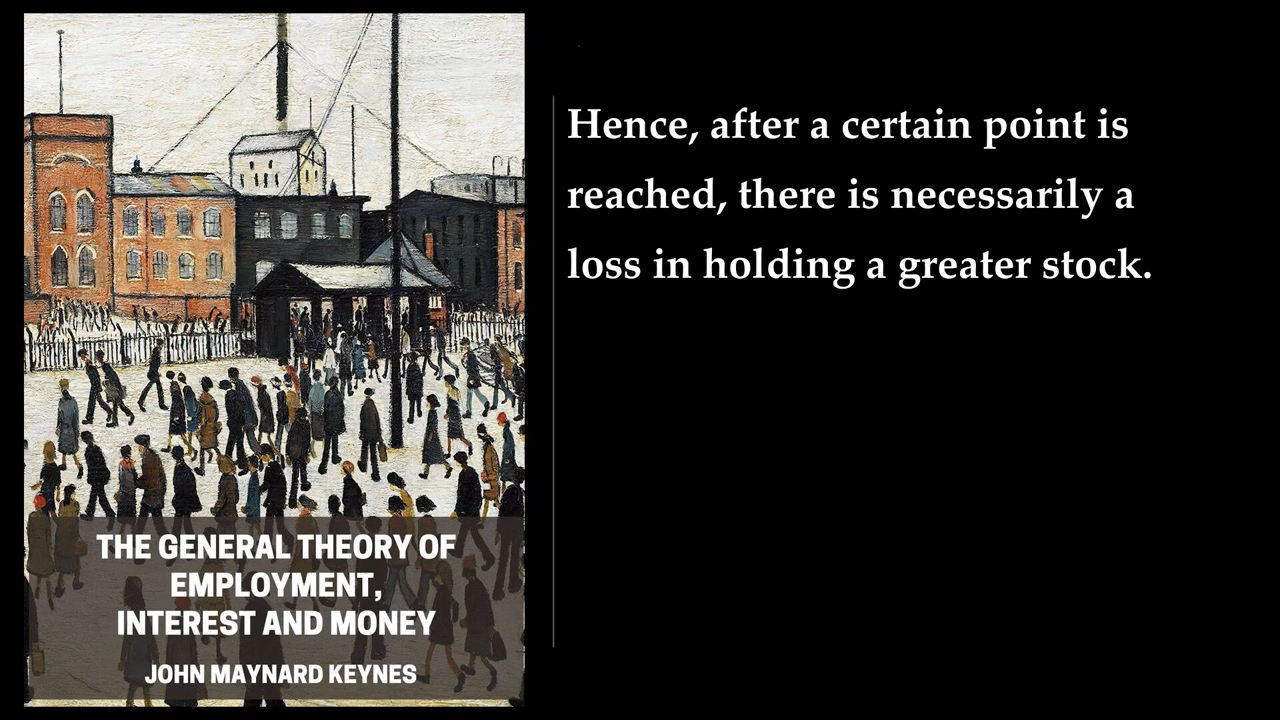 Hence, after a certain point is
reached, there is necessarily a
loss in holding a greater stock.
THE GENERAL THEORY OF
EMPLOYMENT,
INTEREST AND MONEY
JOHN MAYNARD KEYNES